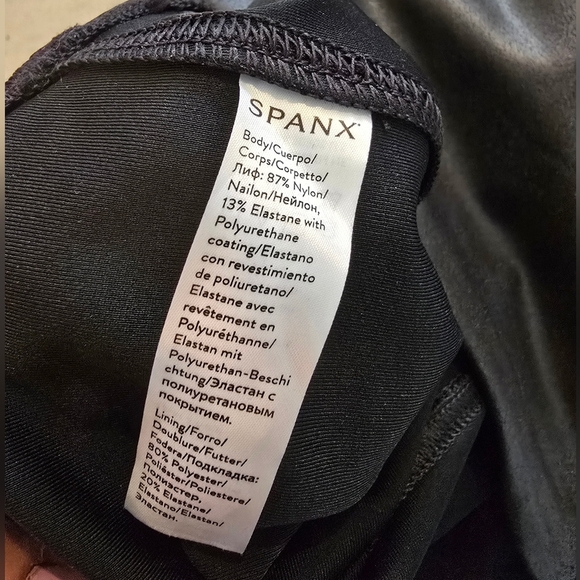 SPANX
Body/Cuerpo/
Corps/Corpetto/
Лиф: 87% Nylon/
Nailon/Нейлон,
13% Elastane with
Polyurethane
coating/Elastano
con revestimiento
de poliuretano/
Elastane avec
revêtement en
Polyuréthanne/
Elastan mit
Polyurethan-Beschi
chtung/Эластан с
полиуретановым
покрытием.
Lining/Forro/
Doublure/Futter/
Fodera/Подкладка:
80% Polyester/
Poliéster/Poliestere/
Полиэстер,
20% Elastane/
Elastano/Elastan/
Эластан.